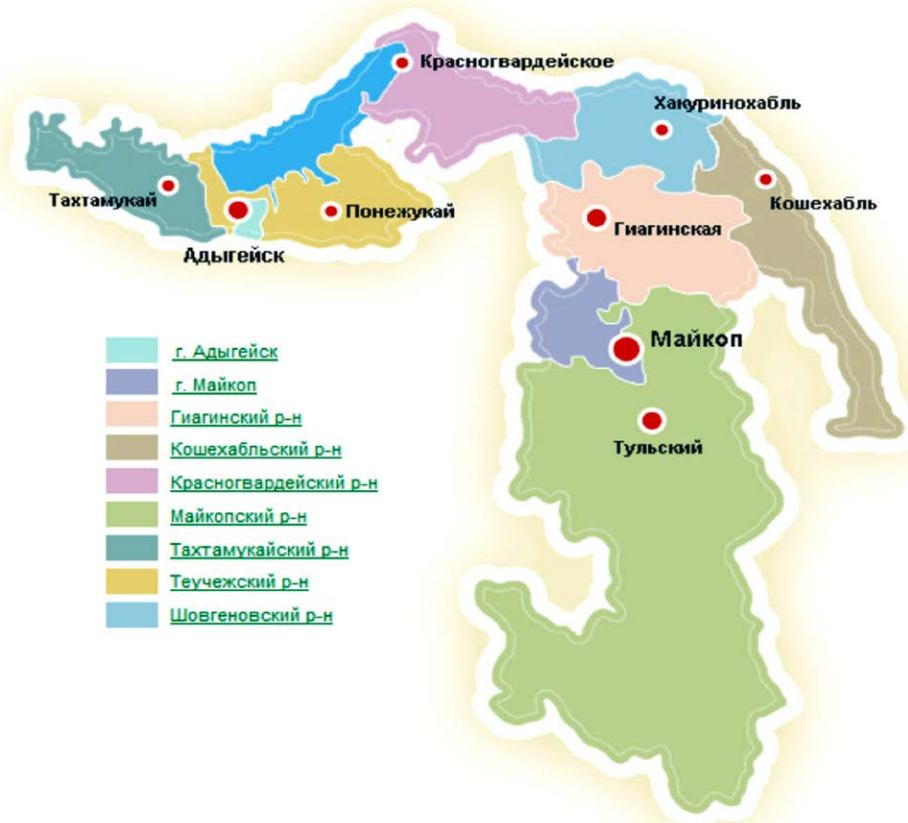 Красногвардейское
Хакуринохабль
Тахтамукай
Понежукай
Кошехабль
Гиагинская
Адыгейск
Майкоп
Тульский
г. Адыгейск
г. Майкоп
Гиагинский р-н
Кошехабльский р-н
Красногвардейский р-н
Майкопский р-н
Тахтамукайский р-н
Теучежский р-н
Шовгеновский р-н